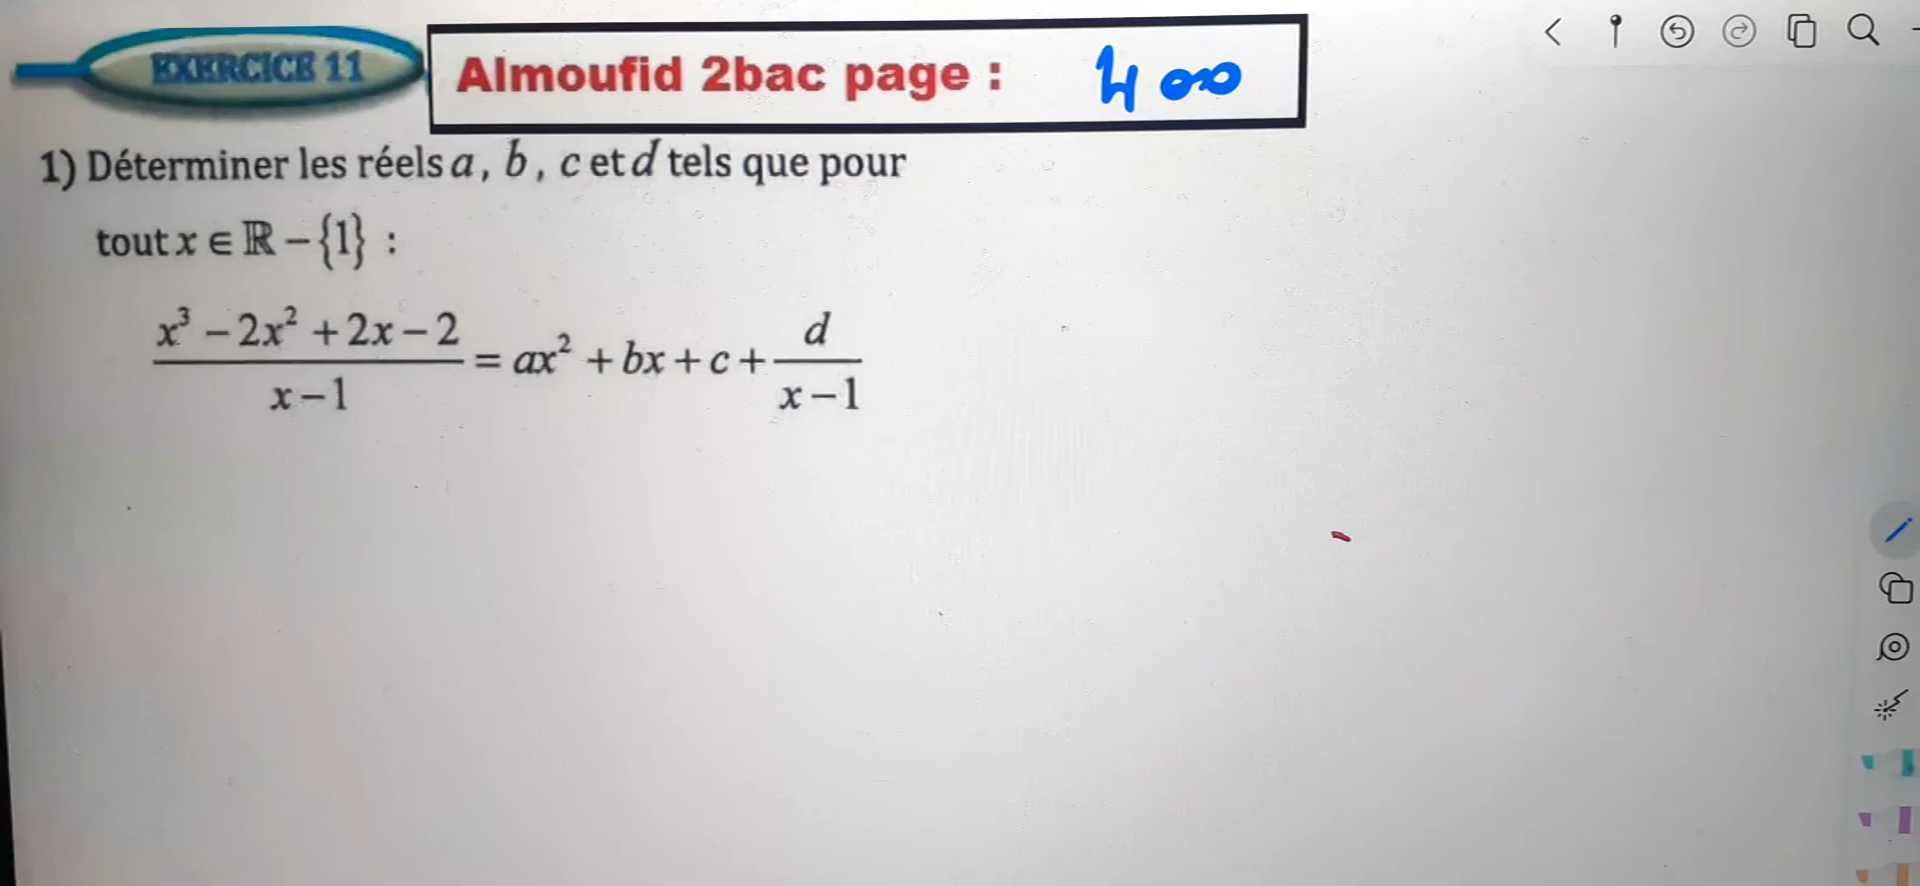 EXERCICE 11
Almoufid 2bac page : 400
1) Déterminer les réels a, b, c et d tels que pour
tout x ∈ ℝ − {1} :
(x³ − 2x² + 2x − 2)/(x − 1) = ax² + bx + c + d/(x − 1)